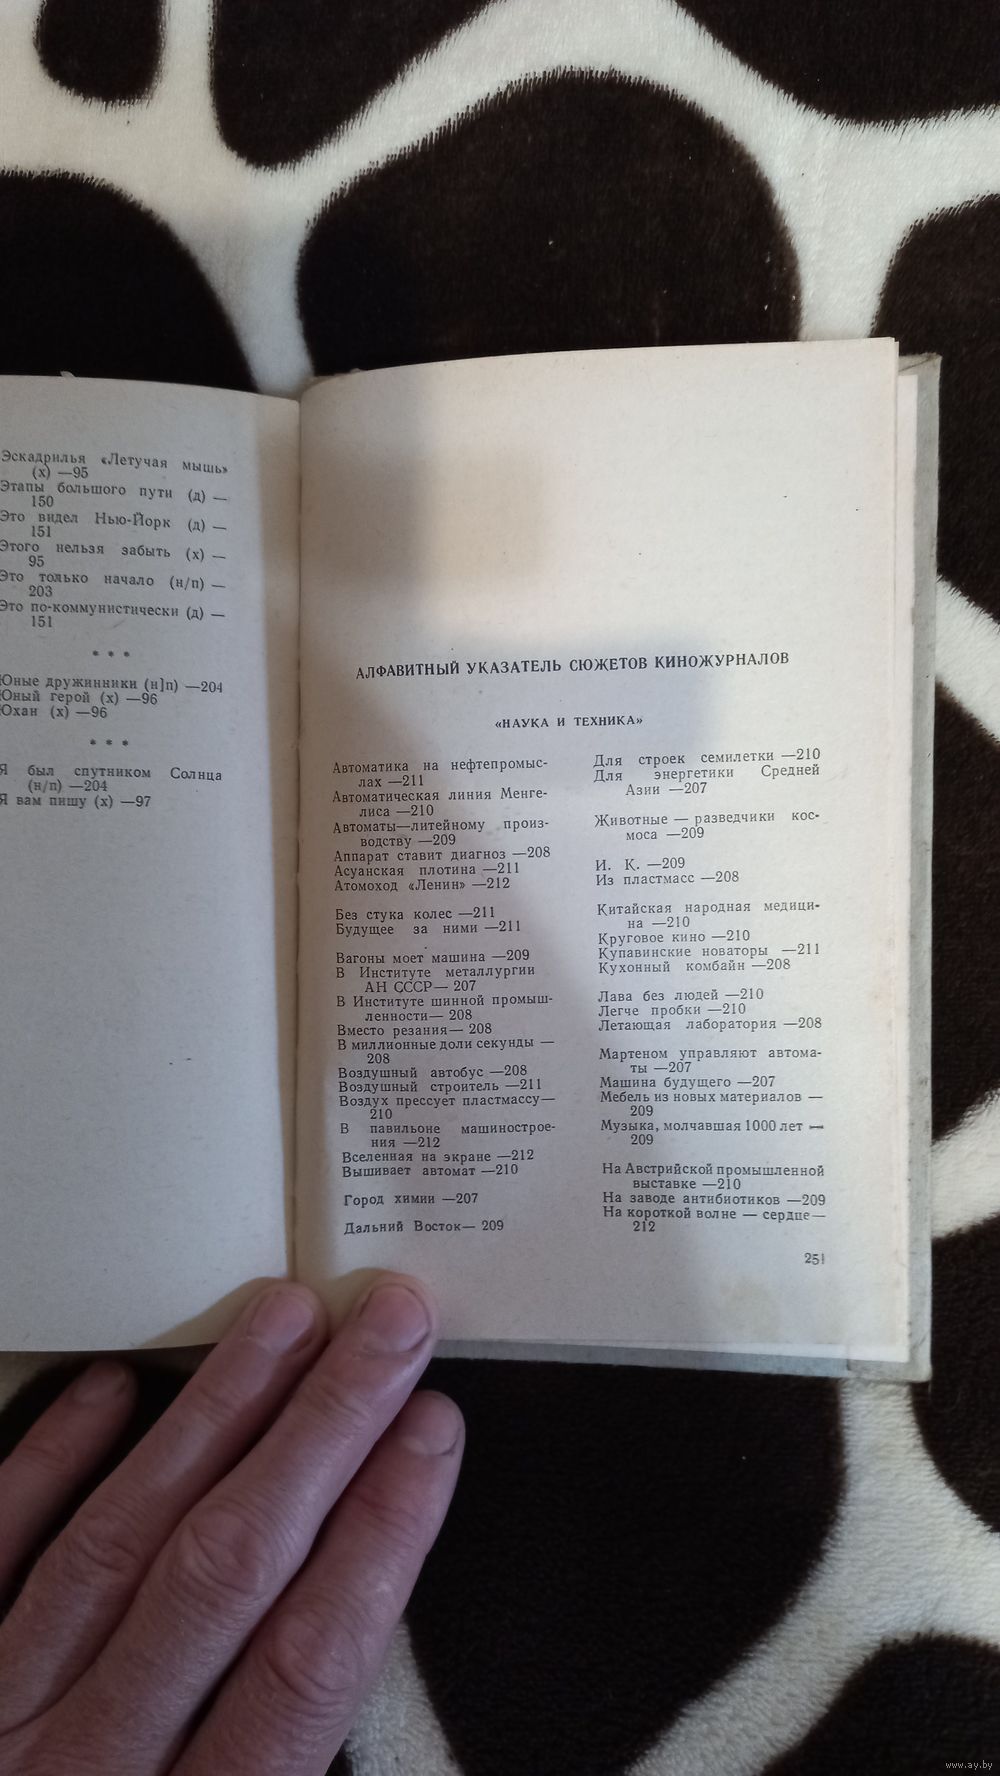 Эскадрилья «Летучая мышь»
(х) —95
Этапы большого пути (д) —
150
Это видел Нью-Йорк (д) —
151
Этого нельзя забыть (х) —
95
Это только начало (н/п) —
203
Это по-коммунистически (д) —
151
* * *
Юные дружинники (н]п) —204
Юный герой (х) —96
Юхан (х) —96
* * *
Я был спутником Солнца
(н/п) —204
Я вам пишу (х) —97
АЛФАВИТНЫЙ УКАЗАТЕЛЬ СЮЖЕТОВ КИНОЖУРНАЛОВ
«НАУКА И ТЕХНИКА»
Автоматика на нефтепромыс-
лах —211
Автоматическая линия Менге-
лиса —210
Автоматы—литейному произ-
водству —209
Аппарат ставит диагноз —208
Асуанская плотина —211
Атомоход «Ленин» —212
Без стука колес —211
Будущее за ними —211
Вагоны моет машина —209
В Институте металлургии
АН СССР— 207
В Институте шинной промыш-
ленности— 208
Вместо резания— 208
В миллионные доли секунды —
208
Воздушный автобус —208
Воздушный строитель —211
Воздух прессует пластмассу—
210
В павильоне машинострое-
ния —212
Вселенная на экране —212
Вышивает автомат —210
Город химии —207
Дальний Восток— 209
Для строек семилетки —210
Для энергетики Средней
Азии —207
Животные — разведчики кос-
моса —209
И. К. —209
Из пластмасс —208
Китайская народная медици-
на —210
Круговое кино —210
Купавинские новаторы —211
Кухонный комбайн —208
Лава без людей —210
Легче пробки —210
Летающая лаборатория —208
Мартеном управляют автома-
ты —207
Машина будущего —207
Мебель из новых материалов —
209
Музыка, молчавшая 1000 лет —
209
На Австрийской промышленной
выставке —210
На заводе антибиотиков —209
На короткой волне — сердце—
212
251
www.ay.by